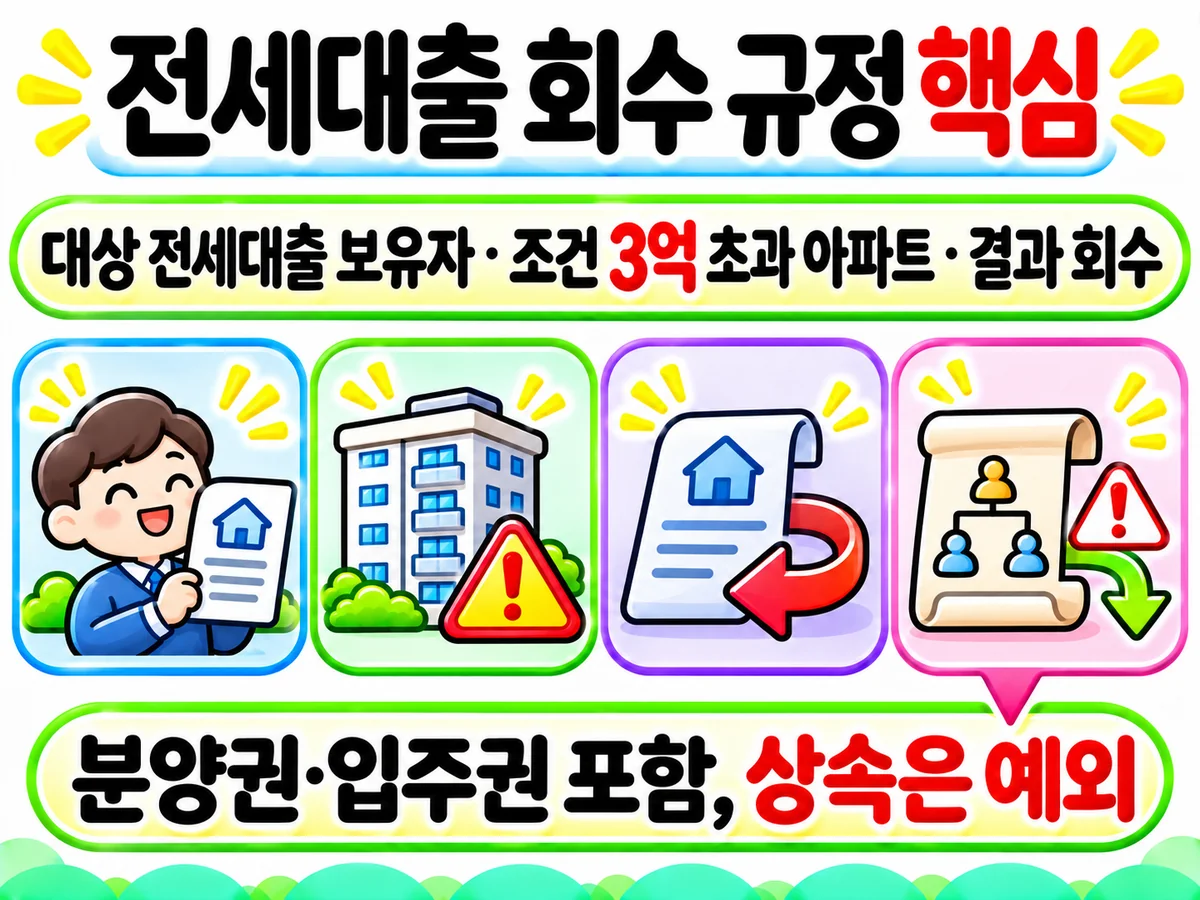 전세대출 회수 규정 핵심
대상 전세대출 보유자 · 조건 3억 초과 아파트 · 결과 회수
분양권·입주권 포함, 상속은 예외